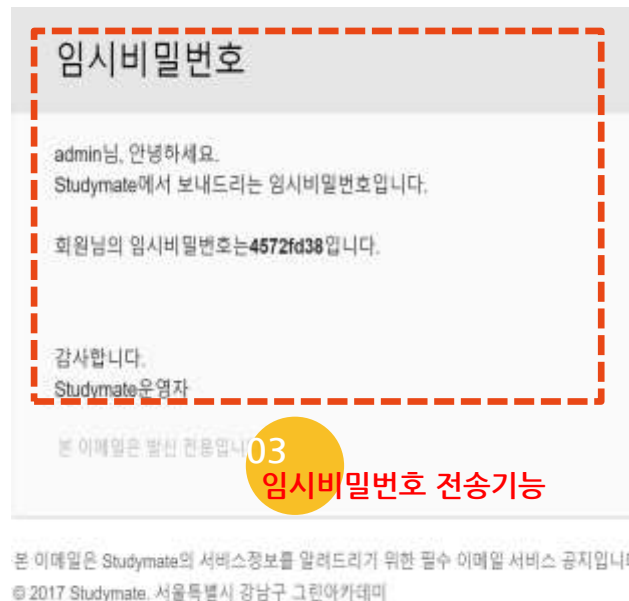 임시비밀번호
admin님, 안녕하세요.
Studymate에서 보내드리는 임시비밀번호입니다.
회원님의 임시비밀번호는4572fd38입니다.
감사합니다.
Studymate운영자
본 이메일은 발신 전용입니
03
임시비밀번호 전송기능
본 이메일은 Studymate의 서비스정보를 알려드리기 위한 필수 이메일 서비스 공지입니
© 2017 Studymate. 서울특별시 강남구 그린아카데미